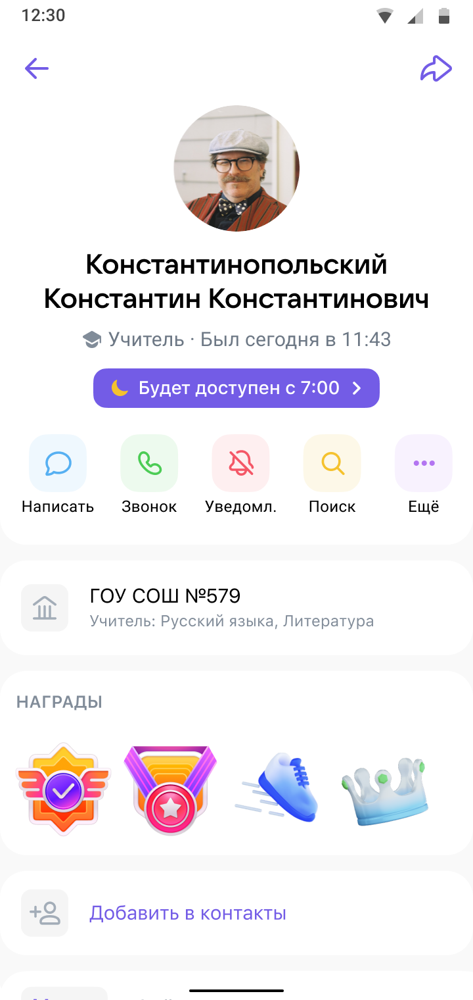 12:30
Константинопольский
Константин Константинович
Учитель · Был сегодня в 11:43
Будет доступен с 7:00
Написать
Звонок
Уведомл.
Поиск
Ещё
ГОУ СОШ №579
Учитель: Русский языка, Литература
НАГРАДЫ
Добавить в контакты